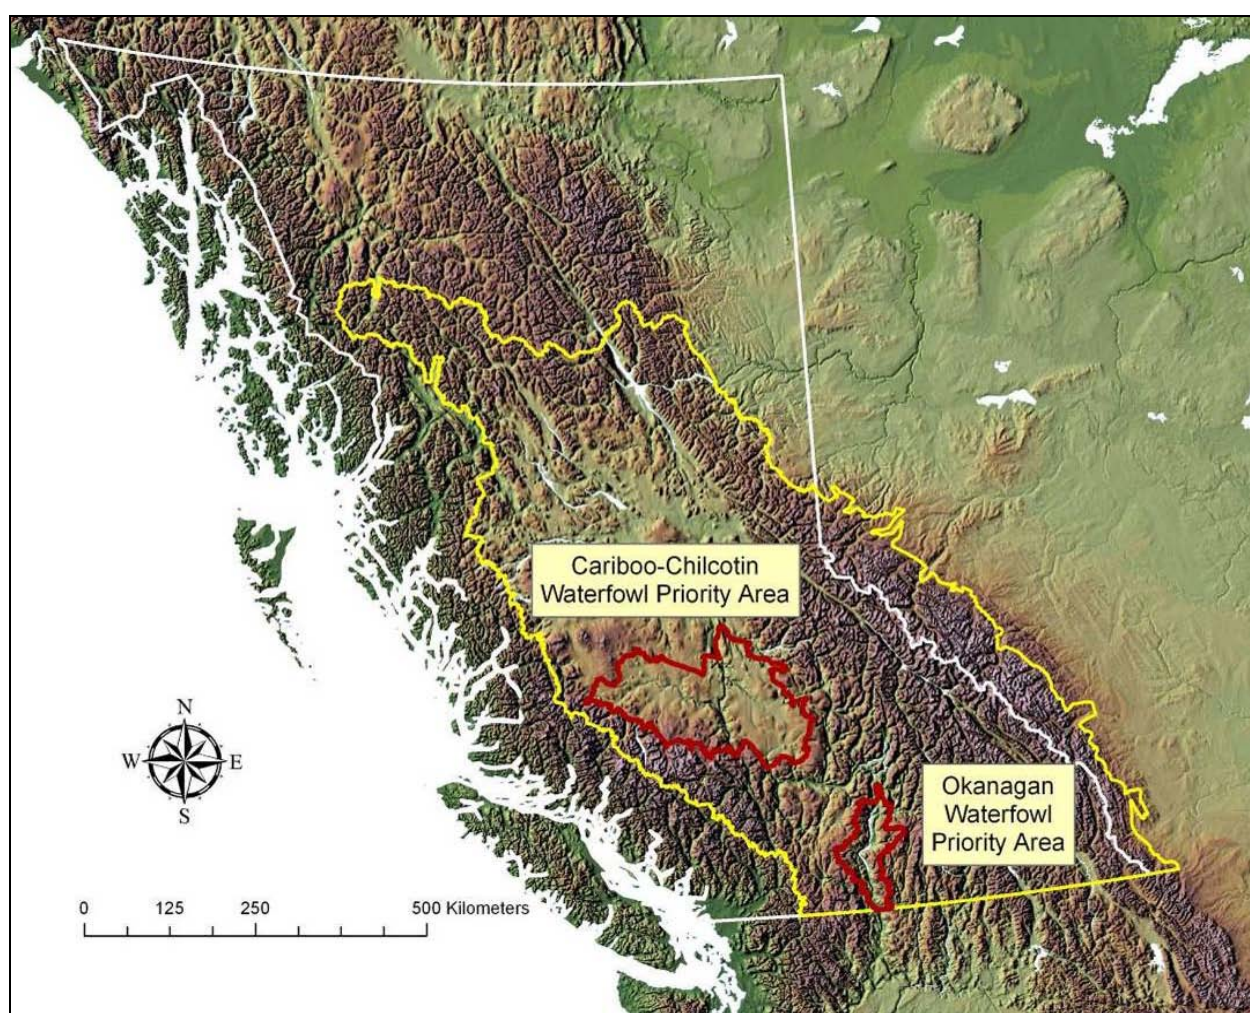 Cariboo-Chilcotin
Waterfowl Priority Area
N
W
E
S
Okanagan
Waterfowl
Priority Area
0 125 250 500 Kilometers